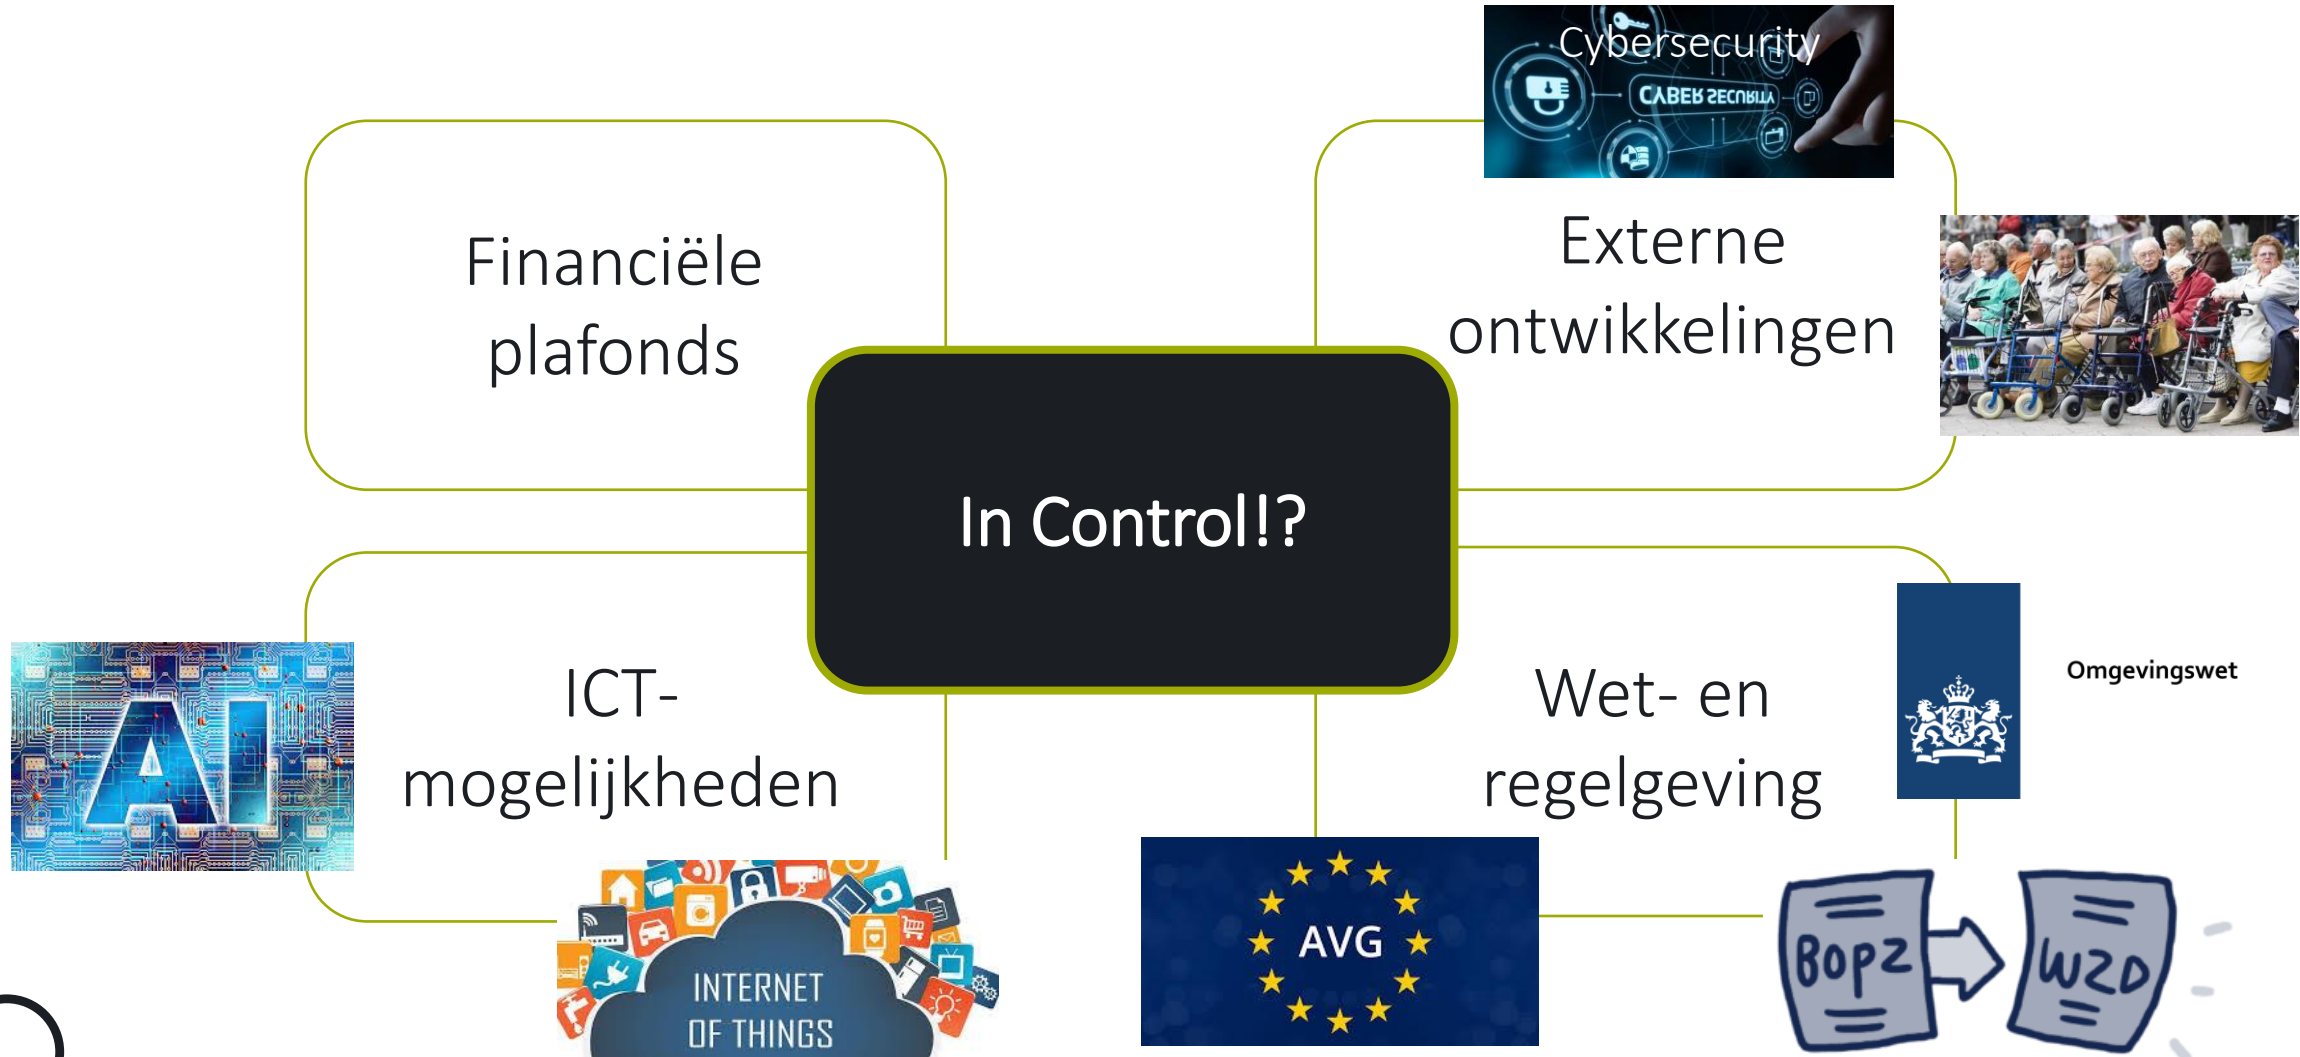 Cybersecurity
CYBER SECURITY
Financiële
plafonds
Externe
ontwikkelingen
In Control!?
ICT-
mogelijkheden
Wet- en
regelgeving
Omgevingswet
AI
INTERNET
OF THINGS
AVG
BOPZ
WZD